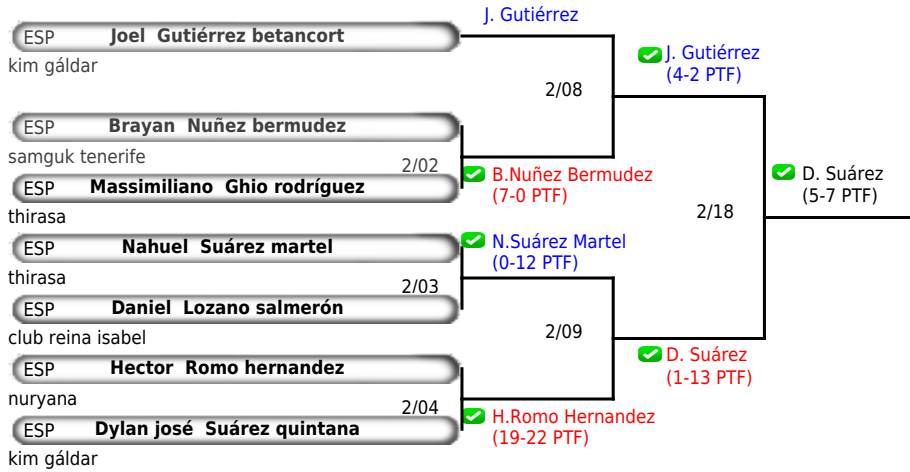 J. Gutiérrez
ESP Joel Gutiérrez betancort
kim gáldar
J. Gutiérrez
(4-2 PTF)
2/08
ESP Brayan Nuñez bermudez
samguk tenerife
2/02
B.Nuñez Bermudez
(7-0 PTF)
ESP Massimiliano Ghio rodríguez
thirasa
D. Suárez
(5-7 PTF)
2/18
ESP Nahuel Suárez martel
thirasa
N.Suárez Martel
(0-12 PTF)
2/03
ESP Daniel Lozano salmerón
club reina isabel
2/09
D. Suárez
(1-13 PTF)
ESP Hector Romo hernandez
nuryana
2/04
H.Romo Hernandez
(19-22 PTF)
ESP Dylan josé Suárez quintana
kim gáldar